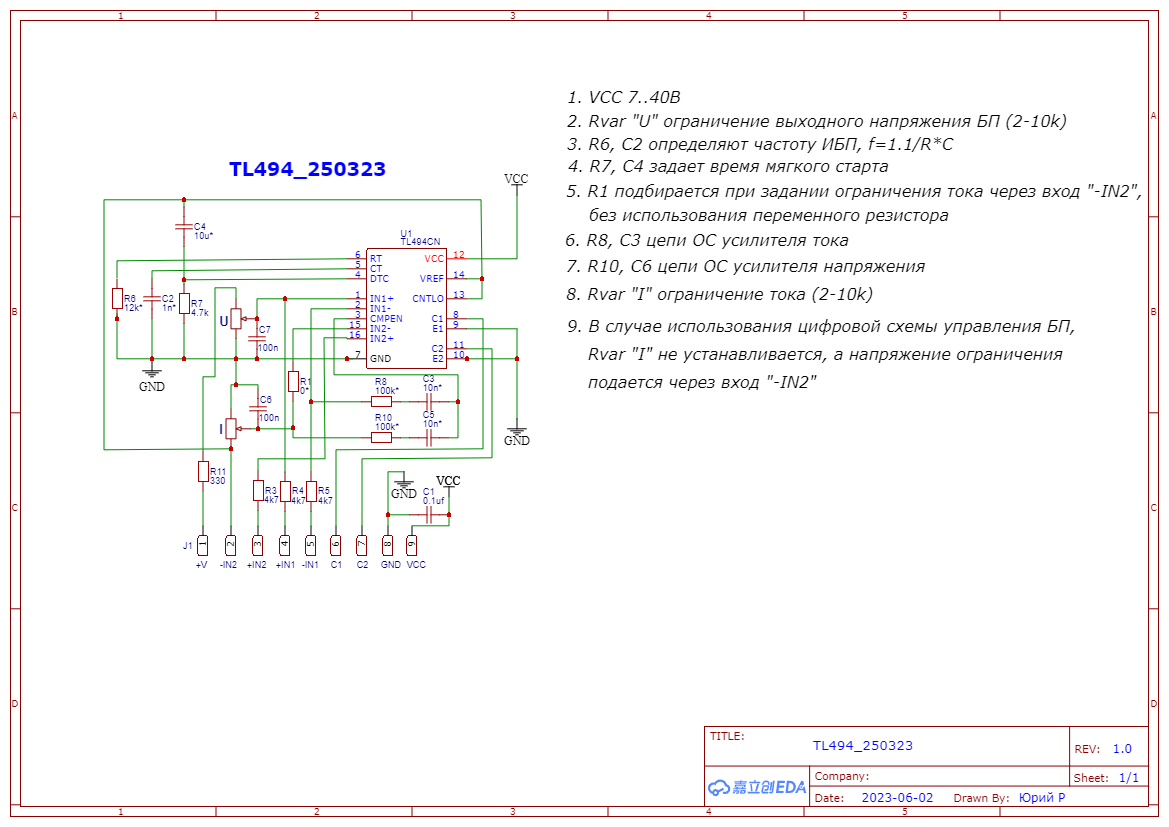 1 2 3 4 5
A A
B B
C C
D D
1. VCC 7..40В
2. Rvar "U" ограничение выходного напряжения БП (2-10k)
3. R6, C2 определяют частоту ИБП, f=1.1/R*C
4. R7, C4 задает время мягкого старта
5. R1 подбирается при задании ограничения тока через вход "-IN2",
без использования переменного резистора
6. R8, C3 цепи ОС усилителя тока
7. R10, C6 цепи ОС усилителя напряжения
8. Rvar "I" ограничение тока (2-10k)
9. В случае использования цифровой схемы управления БП,
Rvar "I" не устанавливается, а напряжение ограничения
подается через вход "-IN2"
TL494_250323
VCC
C4
10u*
U1
TL494CN
6 RT VCC 12
5 CT
4 DTC VREF 14
1 IN1+ CNTLO 13
2 IN1-
3 CMPEN C1 8
15 IN2- E1 9
16 IN2+
C2 11
7 GND E2 10
R6
12k*
C2
1n*
R7
4.7k
U
C7
100n
GND
R1
0*
R8
100k*
C3
10n*
C6
100n
I
R10
100k*
C5
10n*
GND
R11
330
R3
4k7
R4
4k7
R5
4k7
GND
VCC
C1
0.1uf
J1
1 2 3 4 5 6 7 8 9
+V -IN2 +IN2 +IN1 -IN1 C1 C2 GND VCC
TITLE:
TL494_250323
REV: 1.0
嘉立创EDA
Company:
Sheet: 1/1
Date: 2023-06-02 Drawn By: Юрий Р
1 2 3 4 5